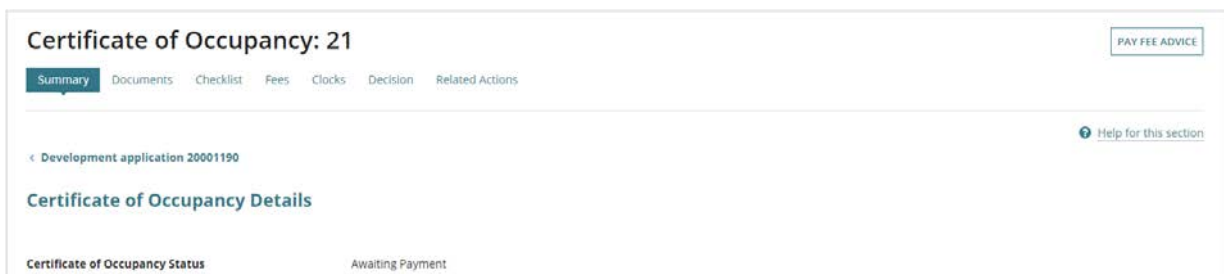 Certificate of Occupancy: 21
PAY FEE ADVICE
Summary Documents Checklist Fees Clocks Decision Related Actions
Help for this section
< Development application 20001190
Certificate of Occupancy Details
Certificate of Occupancy Status Awaiting Payment